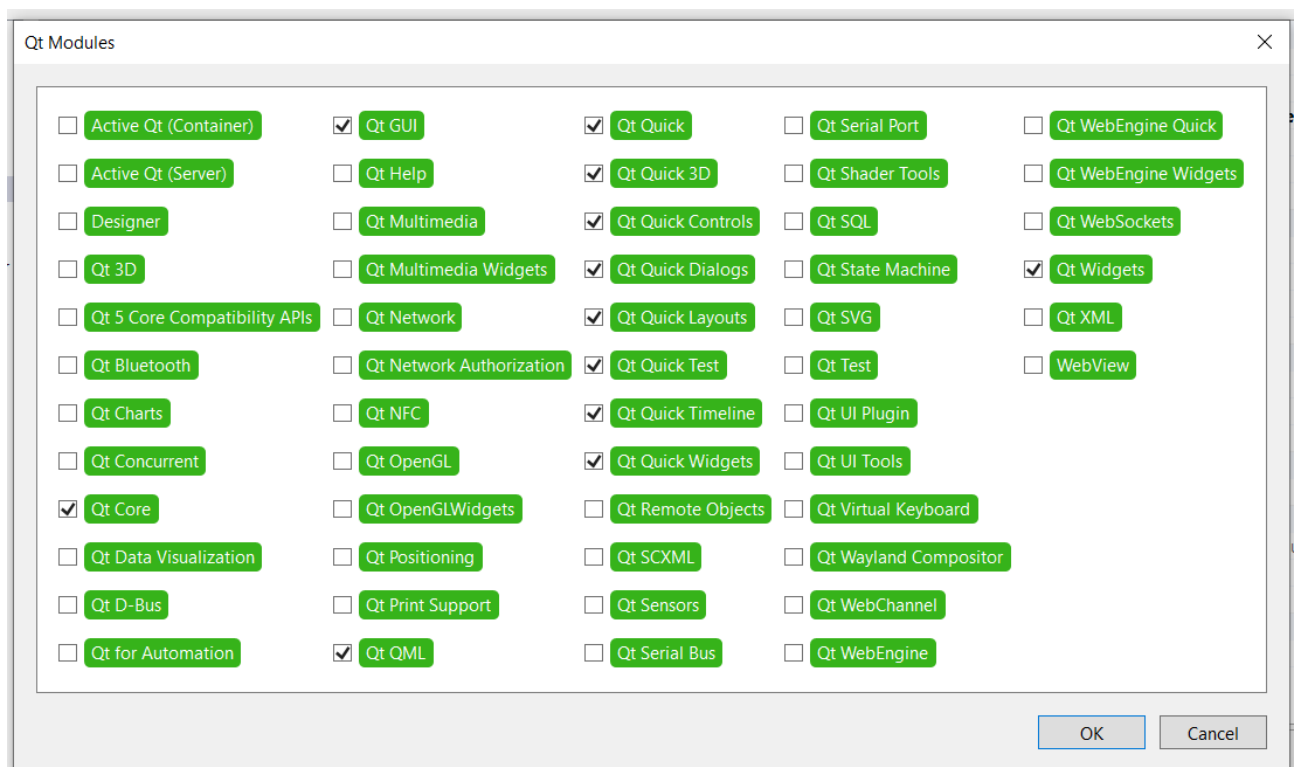 Qt Modules
Active Qt (Container)
Qt GUI
Qt Quick
Qt Serial Port
Qt WebEngine Quick
Active Qt (Server)
Qt Help
Qt Quick 3D
Qt Shader Tools
Qt WebEngine Widgets
Designer
Qt Multimedia
Qt Quick Controls
Qt SQL
Qt WebSockets
Qt 3D
Qt Multimedia Widgets
Qt Quick Dialogs
Qt State Machine
Qt Widgets
Qt 5 Core Compatibility APIs
Qt Network
Qt Quick Layouts
Qt SVG
Qt XML
Qt Bluetooth
Qt Network Authorization
Qt Quick Test
Qt Test
WebView
Qt Charts
Qt NFC
Qt Quick Timeline
Qt UI Plugin
Qt Concurrent
Qt OpenGL
Qt Quick Widgets
Qt UI Tools
Qt Core
Qt OpenGLWidgets
Qt Remote Objects
Qt Virtual Keyboard
Qt Data Visualization
Qt Positioning
Qt SCXML
Qt Wayland Compositor
Qt D-Bus
Qt Print Support
Qt Sensors
Qt WebChannel
Qt for Automation
Qt QML
Qt Serial Bus
Qt WebEngine
OK
Cancel